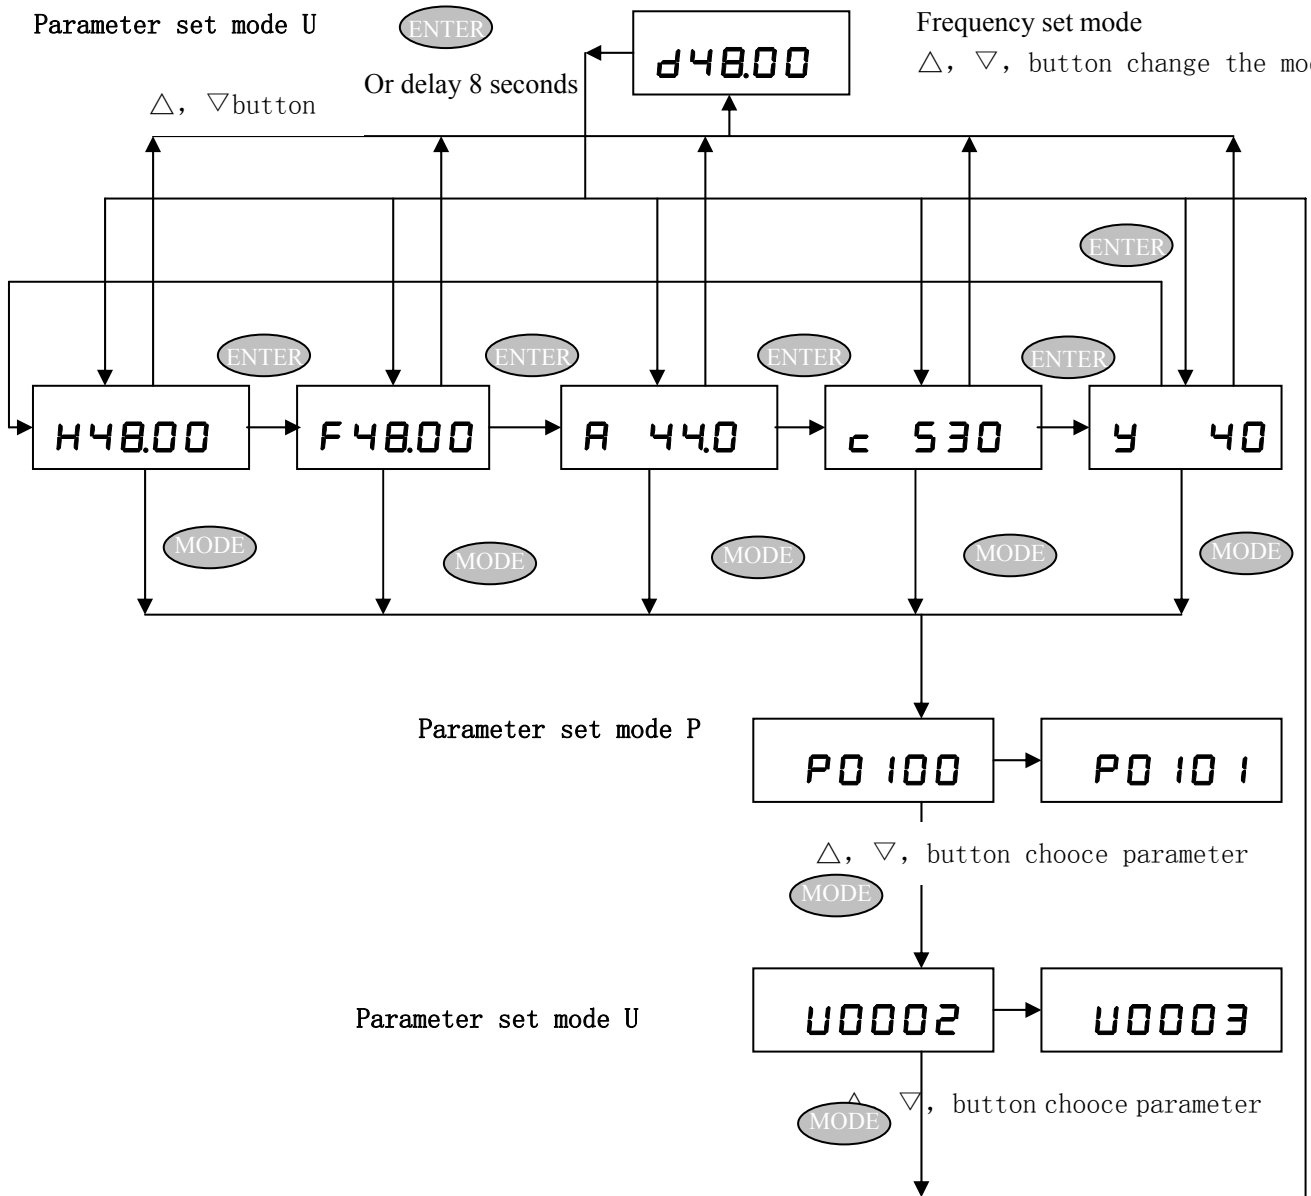 Parameter set mode U
ENTER
d48.00
Frequency set mode
△, ▽, button change the mo
Or delay 8 seconds
△, ▽button
ENTER
ENTER
ENTER
ENTER
ENTER
H48.00
F48.00
A 44.0
c 530
y 40
MODE
MODE
MODE
MODE
MODE
Parameter set mode P
P0100
P0101
△, ▽, button chooce parameter
MODE
Parameter set mode U
U0002
U0003
△, ▽, button chooce parameter
MODE